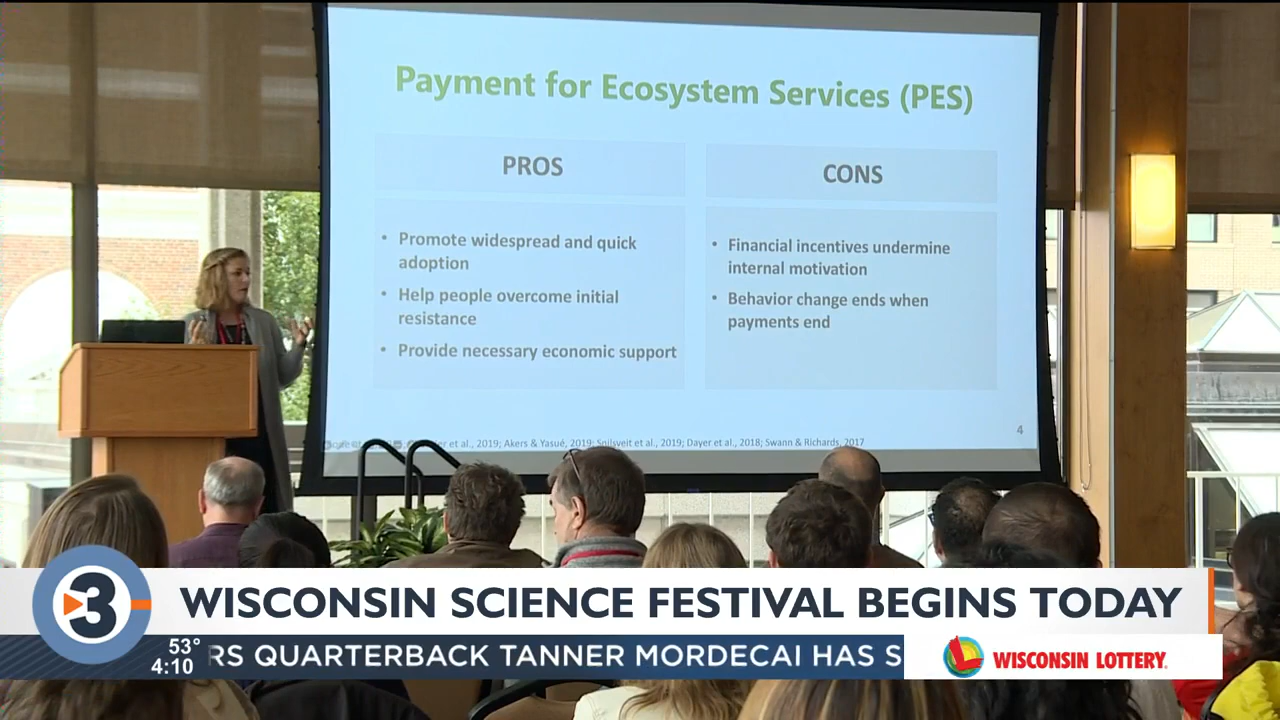 Payment for Ecosystem Services (PES)
PROS
• Promote widespread and quick
adoption
• Help people overcome initial
resistance
• Provide necessary economic support
CONS
• Financial incentives undermine
internal motivation
• Behavior change ends when
payments end
4
et al., 2019; Akers & Yasué, 2019; Snilsveit et al., 2019; Dayer et al., 2018; Swann & Richards, 2017
3
WISCONSIN SCIENCE FESTIVAL BEGINS TODAY
53°
4:10
RS QUARTERBACK TANNER MORDECAI HAS S
WISCONSIN LOTTERY